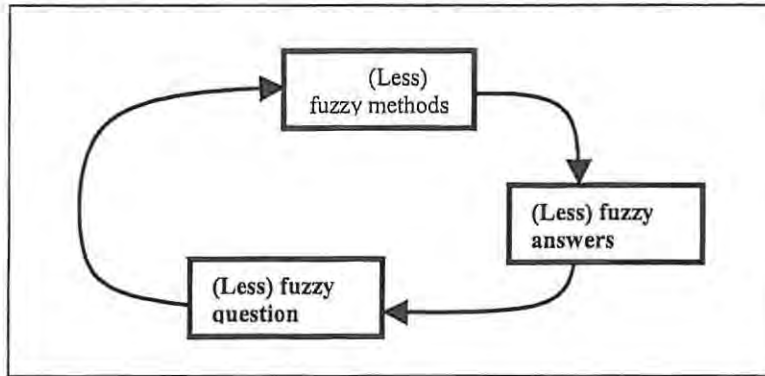 (Less)
fuzzy methods
(Less) fuzzy
answers
(Less) fuzzy
question